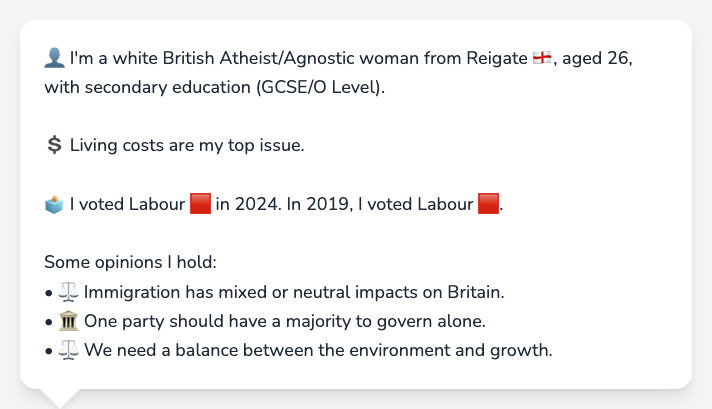 👤 I'm a white British Atheist/Agnostic woman from Reigate 🏴󠁧󠁢󠁥󠁮󠁧󠁿, aged 26,
with secondary education (GCSE/O Level).
💲 Living costs are my top issue.
🗳️ I voted Labour 🟥 in 2024. In 2019, I voted Labour 🟥.
Some opinions I hold:
• ⚖️ Immigration has mixed or neutral impacts on Britain.
• 🏛️ One party should have a majority to govern alone.
• ⚖️ We need a balance between the environment and growth.